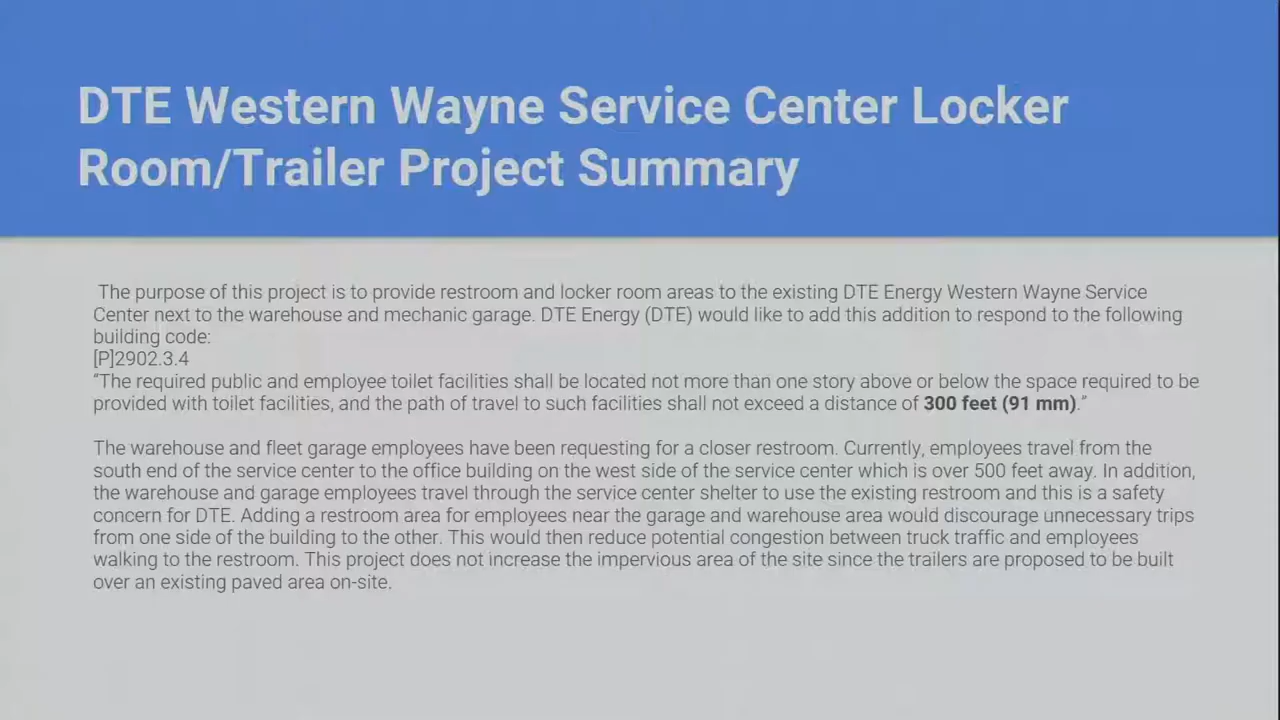 DTE Western Wayne Service Center Locker
Room/Trailer Project Summary
The purpose of this project is to provide restroom and locker room areas to the existing DTE Energy Western Wayne Service
Center next to the warehouse and mechanic garage. DTE Energy (DTE) would like to add this addition to respond to the following
building code:
[P]2902.3.4
"The required public and employee toilet facilities shall be located not more than one story above or below the space required to be
provided with toilet facilities, and the path of travel to such facilities shall not exceed a distance of 300 feet (91 mm)."
The warehouse and fleet garage employees have been requesting for a closer restroom. Currently, employees travel from the
south end of the service center to the office building on the west side of the service center which is over 500 feet away. In addition,
the warehouse and garage employees travel through the service center shelter to use the existing restroom and this is a safety
concern for DTE. Adding a restroom area for employees near the garage and warehouse area would discourage unnecessary trips
from one side of the building to the other. This would then reduce potential congestion between truck traffic and employees
walking to the restroom. This project does not increase the impervious area of the site since the trailers are proposed to be built
over an existing paved area on-site.